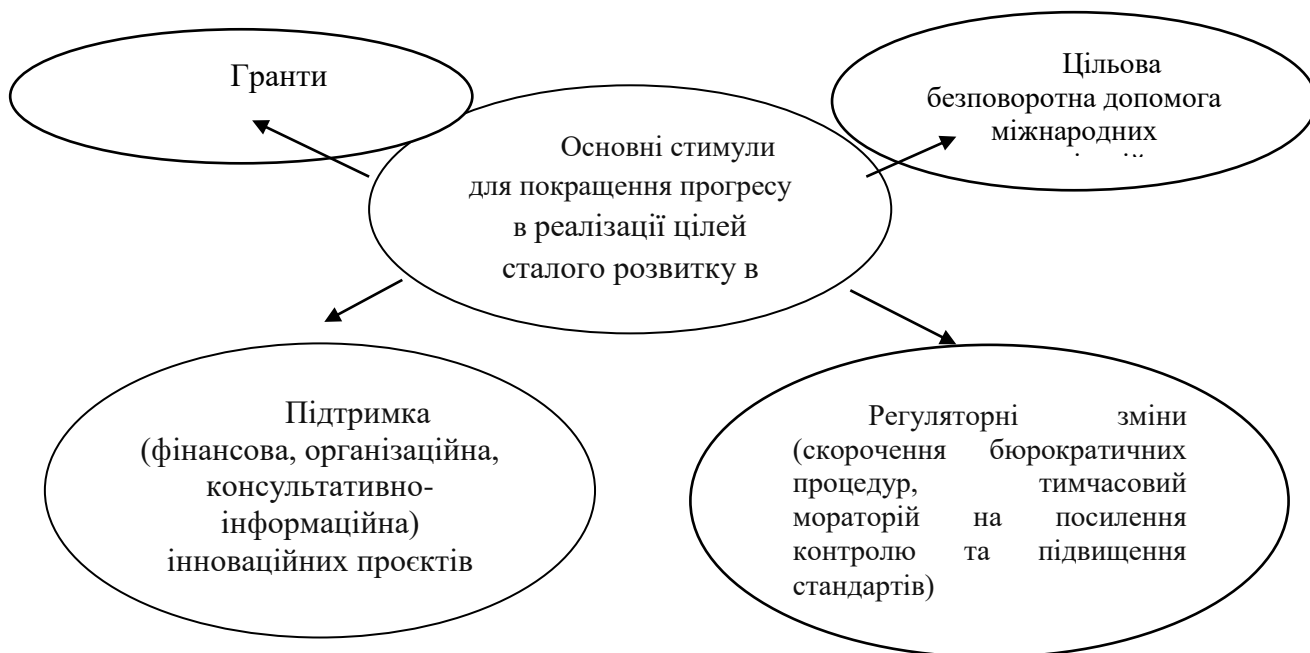 Гранти
Цільова
безповоротна допомога
міжнародних
Основні стимули
для покращення прогресу
в реалізації цілей
сталого розвитку в
Підтримка
(фінансова, організаційна,
консультативно-
інформаційна)
інноваційних проєктів
Регуляторні зміни
(скорочення бюрократичних
процедур, тимчасовий
мораторій на посилення
контролю та підвищення
стандартів)